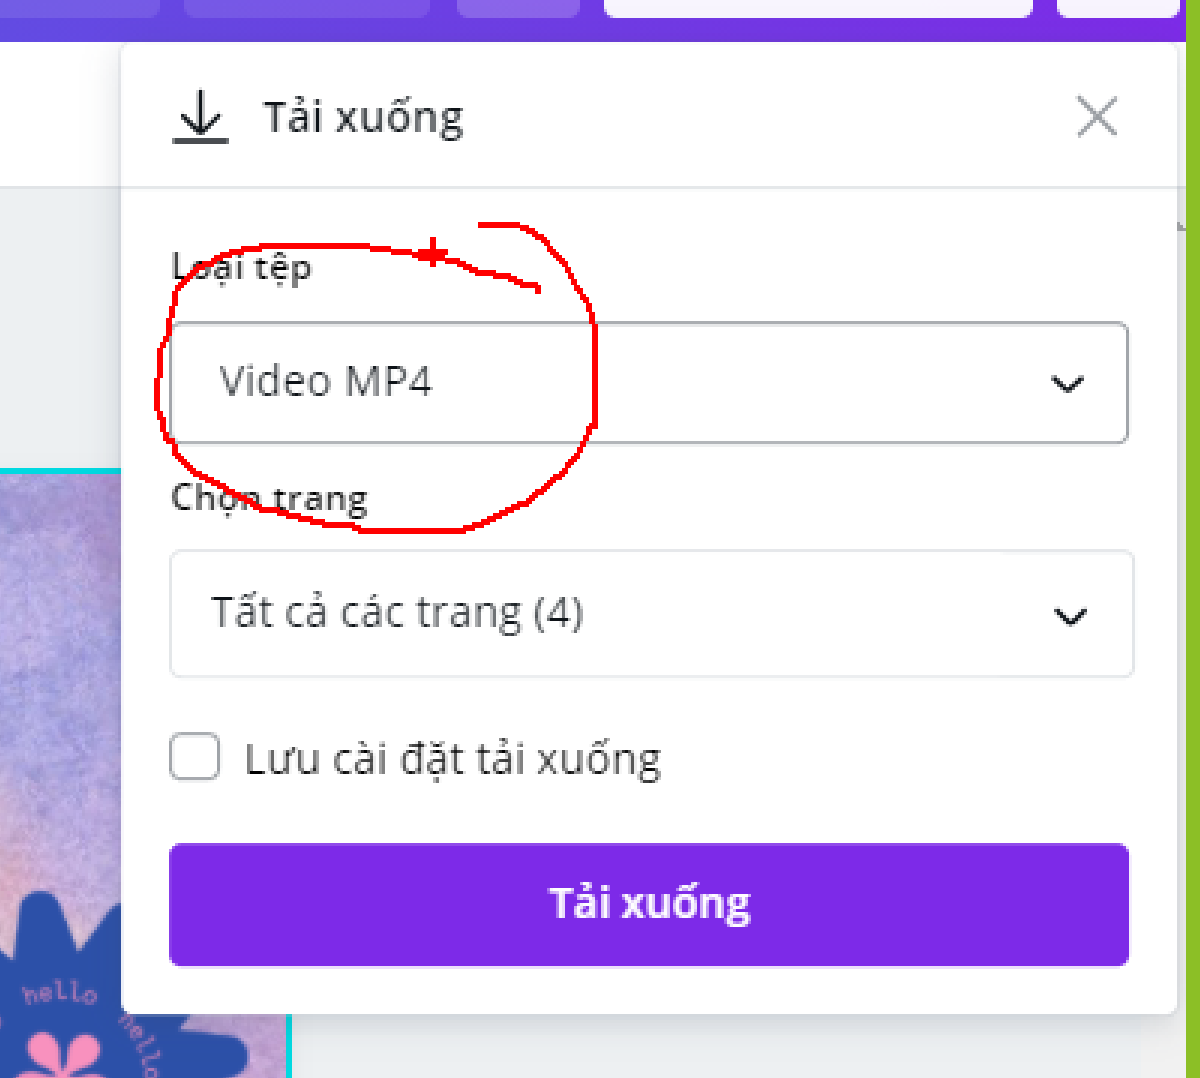 Tải xuống
Loại tệp
Video MP4
Chọn trang
Tất cả các trang (4)
Lưu cài đặt tải xuống
Tải xuống
hello
hello